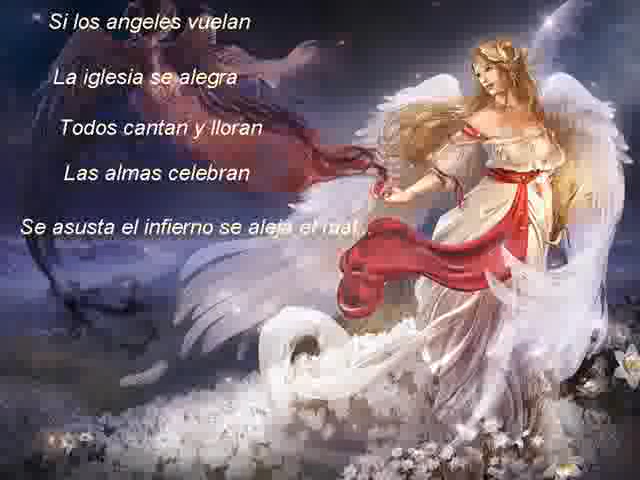 Si los angeles vuelan
La iglesia se alegra
Todos cantan y lloran
Las almas celebran
Se asusta el infierno se aleja el mal..